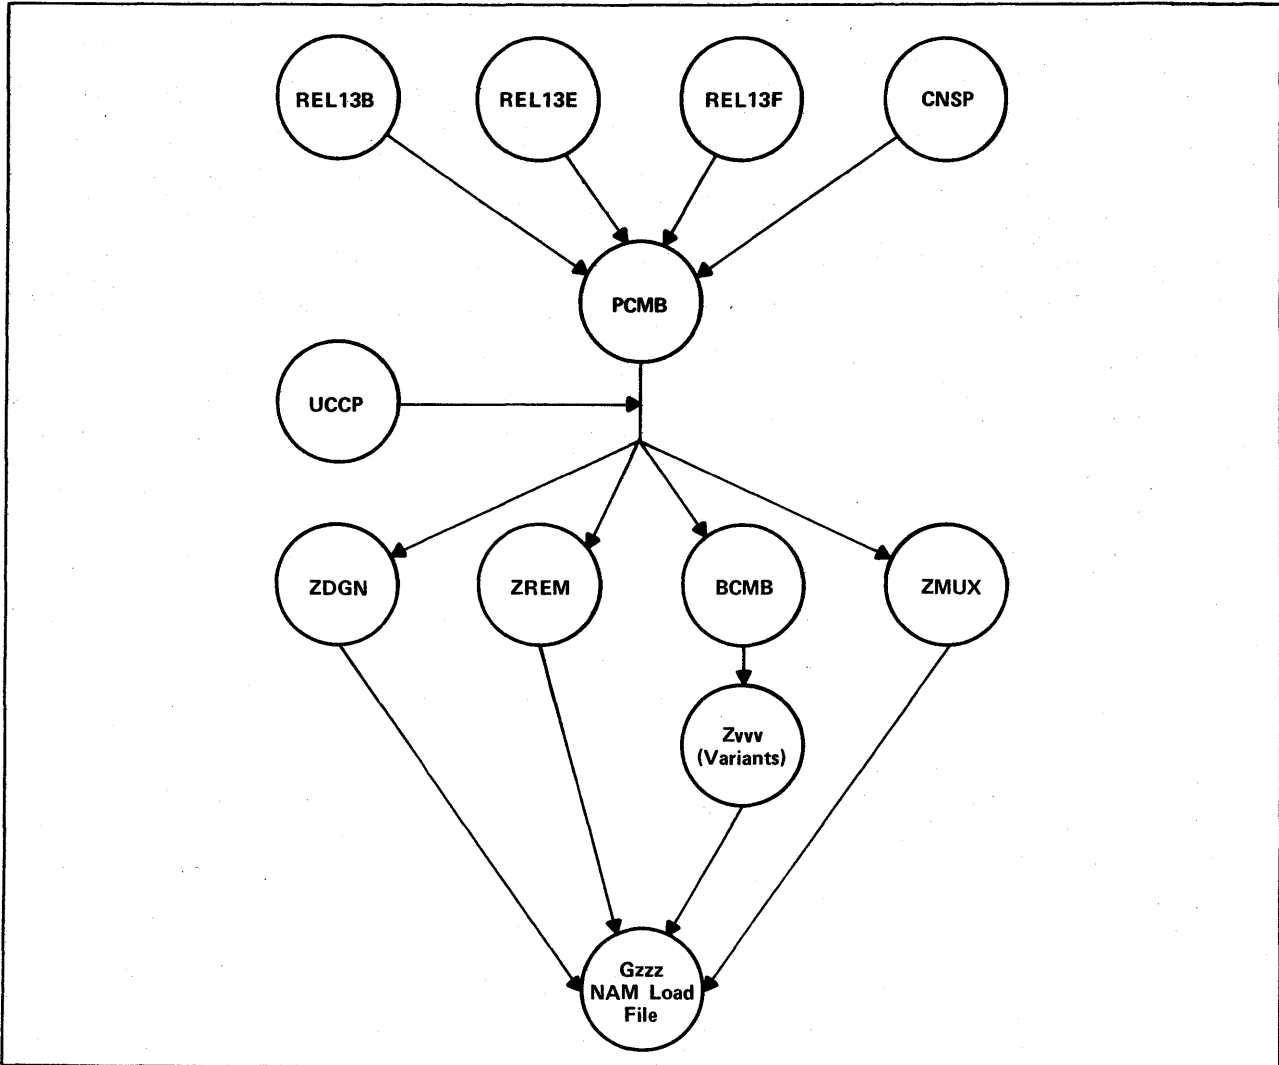 REL13B
REL13E
REL13F
CNSP
PCMB
UCCP
ZDGN
ZREM
BCMB
ZMUX
Zvvv
(Variants)
Gzzz
NAM Load
File